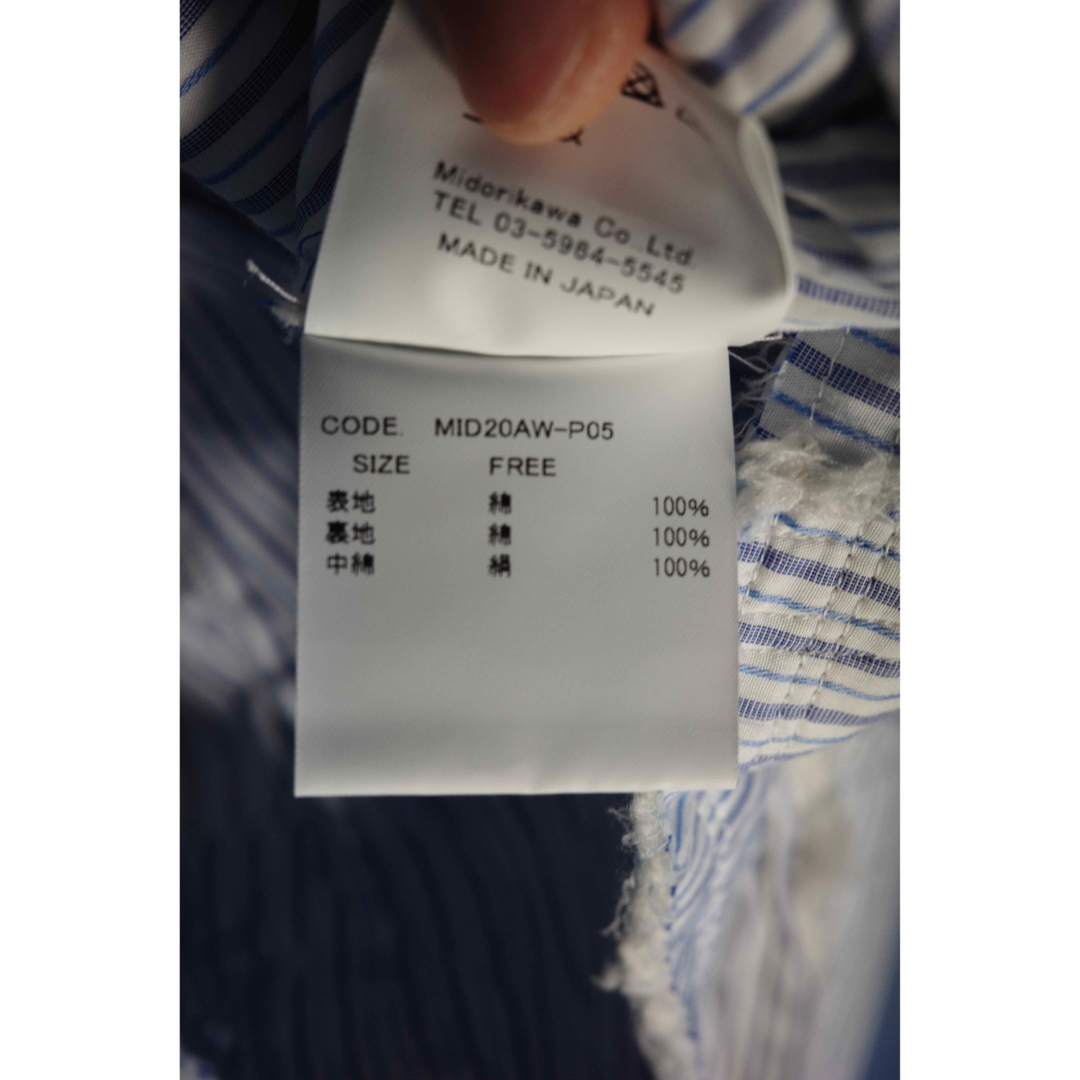 Midorikawa Co.,Ltd
TEL 03-5984-5545
MADE IN JAPAN
CODE. MID20AW-P05
SIZE FREE
表地 綿 100%
裏地 綿 100%
中綿 絹 100%